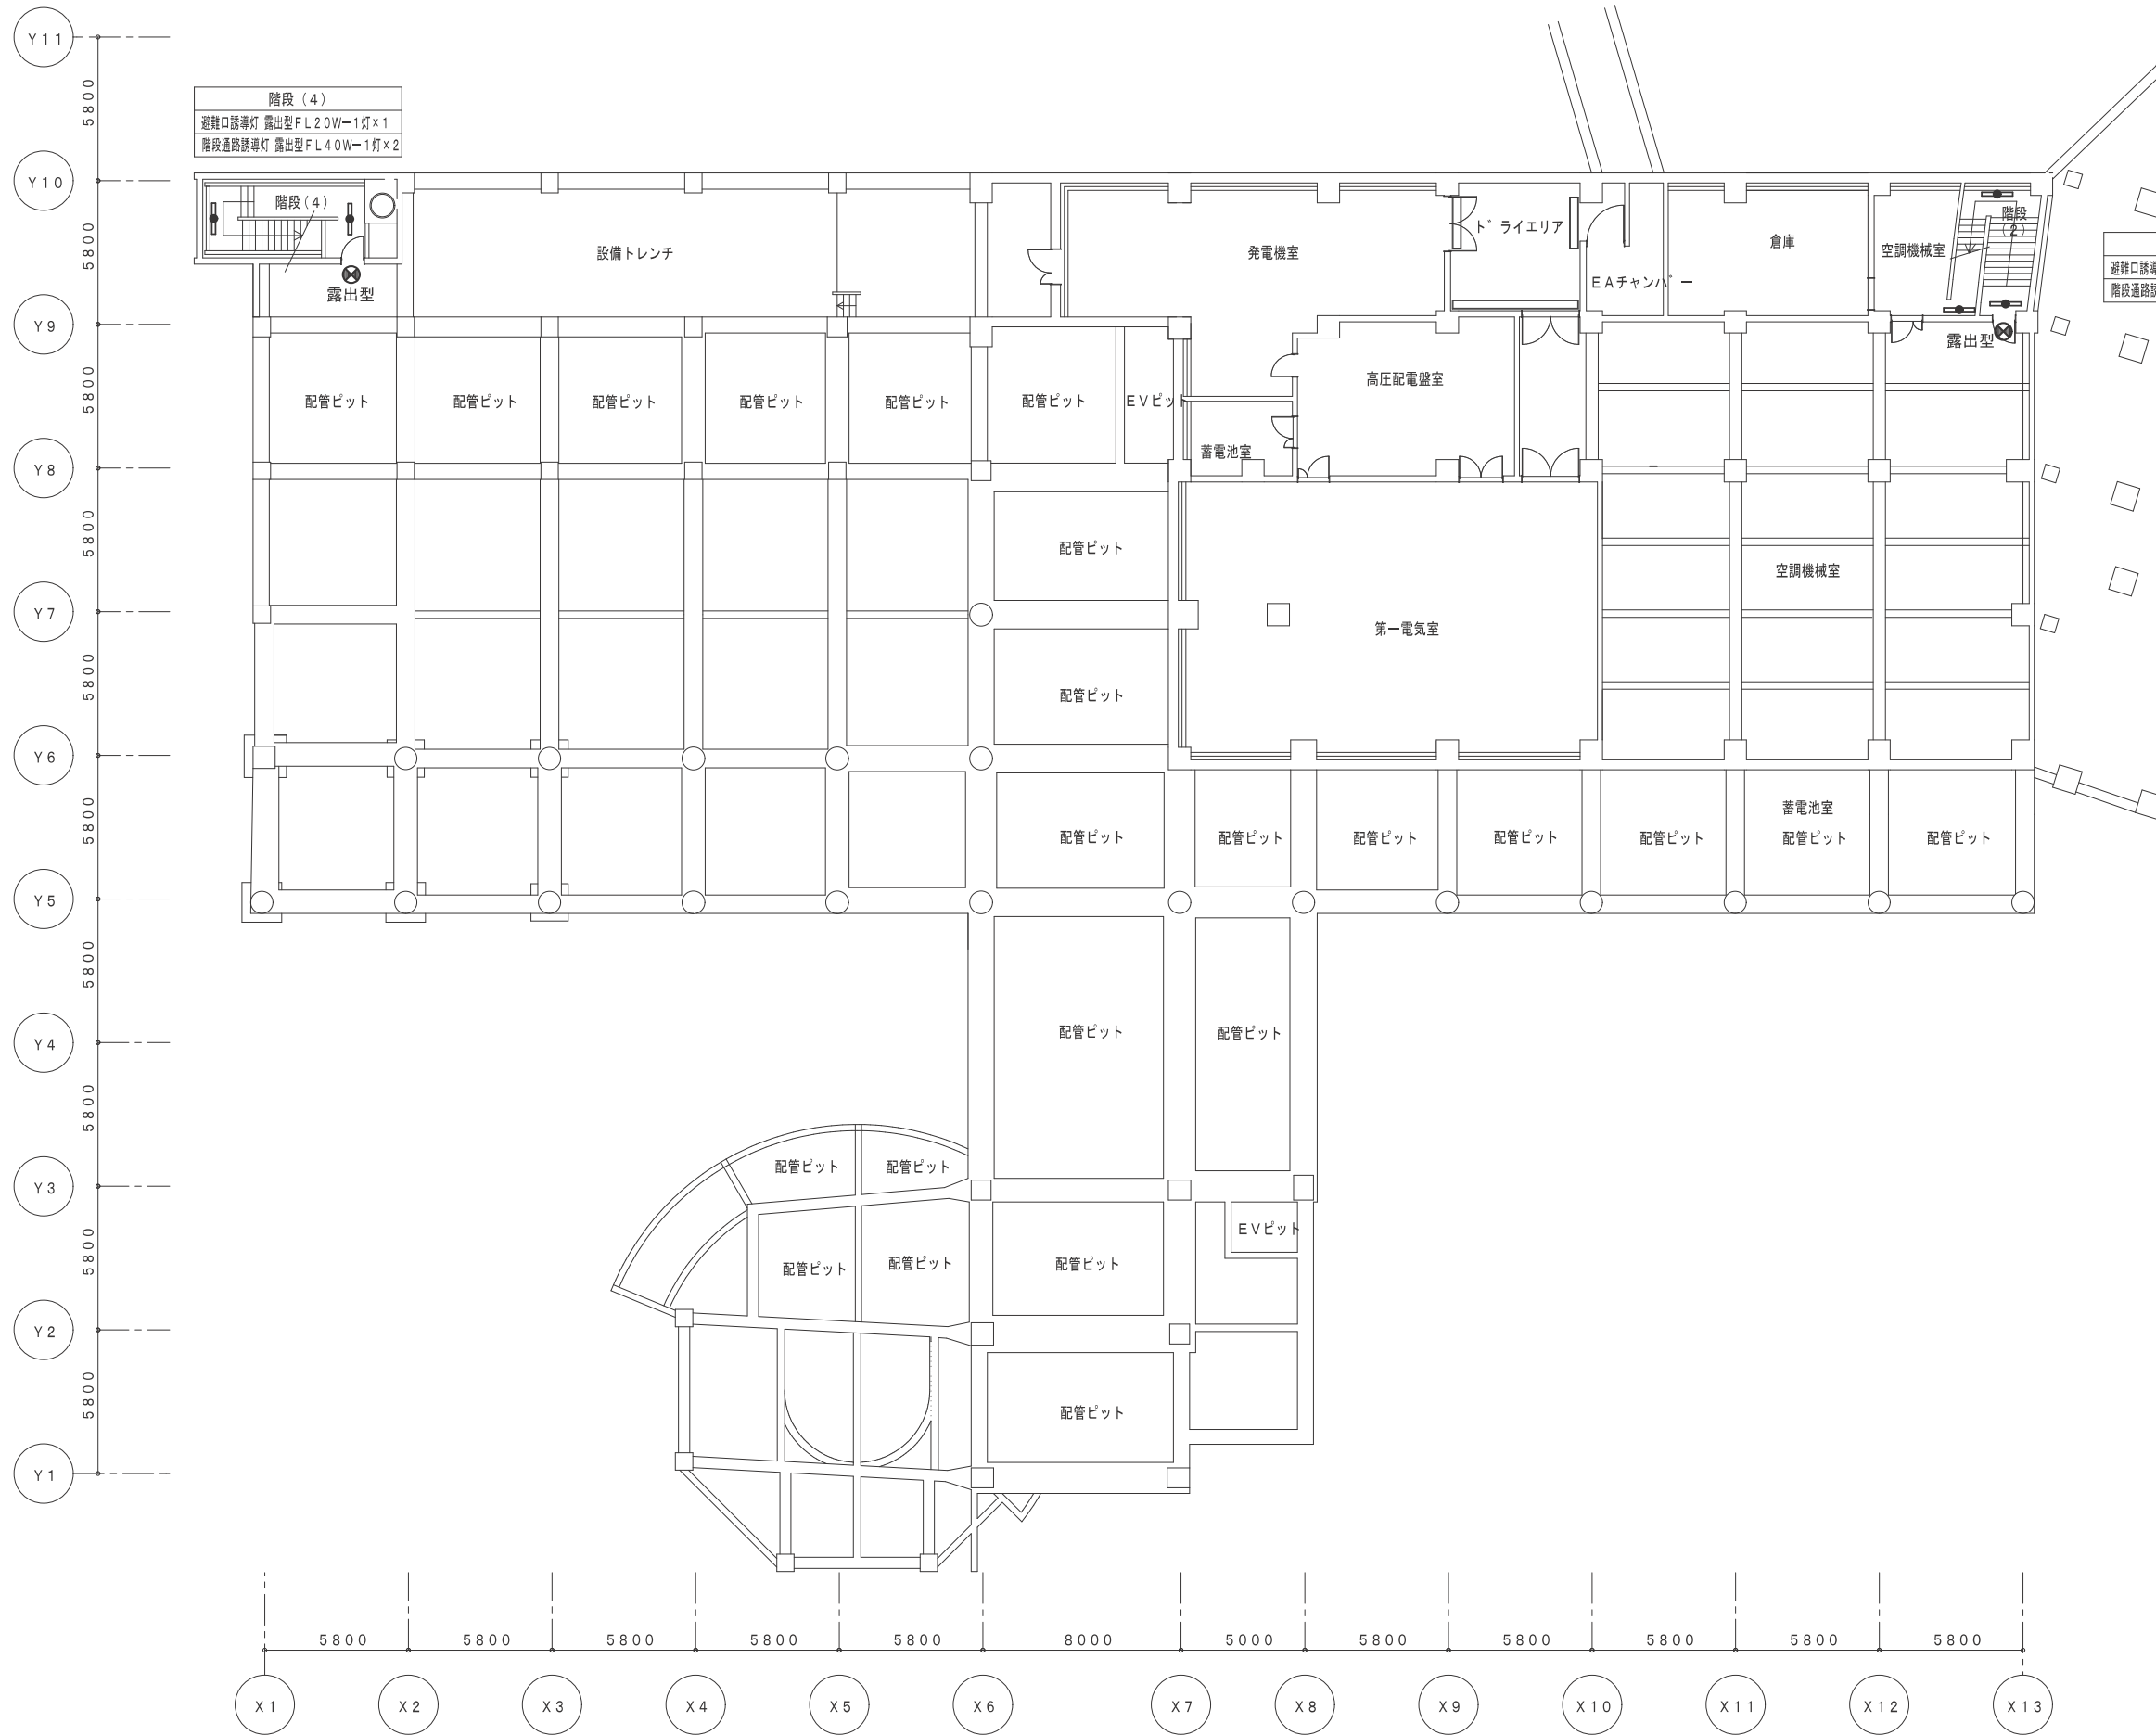 Y11
5800
階段(4)
避難口誘導灯 露出型FL20Wー1灯×1
階段通路誘導灯 露出型FL40Wー1灯×2
Y10
階段(4)
設備トレンチ
発電機室
ドライエリア
EAチャンバー
倉庫
空調機械室
階段
(2)
避難口誘
階段通路
5800
露出型
露出型
Y9
5800
配管ピット
配管ピット
配管ピット
配管ピット
配管ピット
配管ピット
EVピット
高圧配電盤室
蓄電池室
Y8
5800
配管ピット
空調機械室
Y7
第一電気室
5800
配管ピット
Y6
5800
配管ピット
配管ピット
配管ピット
配管ピット
配管ピット
蓄電池室
配管ピット
配管ピット
Y5
5800
配管ピット
配管ピット
Y4
5800
配管ピット
配管ピット
Y3
EVピット
5800
配管ピット
配管ピット
配管ピット
Y2
5800
配管ピット
Y1
5800
5800
5800
5800
5800
8000
5000
5800
5800
5800
5800
5800
X1
X2
X3
X4
X5
X6
X7
X8
X9
X10
X11
X12
X13